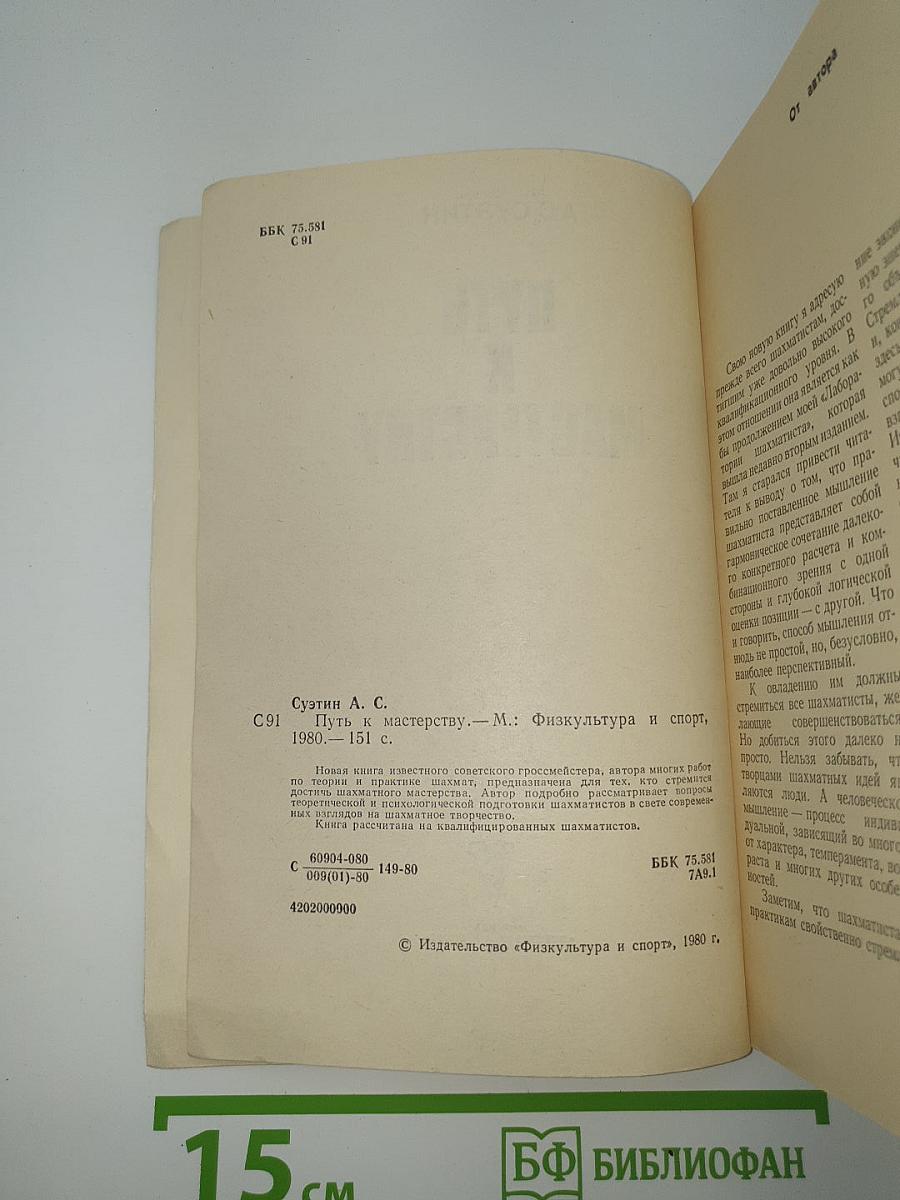 ББК 75.581
С 91
Суэтин А. С.
С 91 Путь к мастерству.— М.: Физкультура и спорт,
1980.— 151 с.
Новая книга известного советского гроссмейстера, автора многих работ
по теории и практике шахмат, предназначена для тех, кто стремится
достичь шахматного мастерства. Автор подробно рассматривает вопросы
теоретической и психологической подготовки шахматистов в свете современ-
ных взглядов на шахматное творчество.
Книга рассчитана на квалифицированных шахматистов.
С 60904-080 149-80
009(01)-80
ББК 75.581
7А9.1
4202000900
© Издательство «Физкультура и спорт», 1980 г.
От автора
Свою новую книгу я адресую
прежде всего шахматистам, дос-
тигшим уже довольно высокого
квалификационного уровня. В
этом отношении она является как
бы продолжением моей «Лабора-
тории шахматиста», которая
вышла недавно вторым изданием.
Там я старался привести чита-
теля к выводу о том, что пра-
вильно поставленное мышление
шахматиста представляет собой
гармоническое сочетание далеко-
го конкретного расчета и ком-
бинационного зрения с одной
стороны и глубокой логической
оценки позиции — с другой. Что
и говорить, способ мышления от-
нюдь не простой, но, безусловно,
наиболее перспективный.
К овладению им должны
стремиться все шахматисты, же-
лающие совершенствоваться.
Но добиться этого далеко н
просто. Нельзя забывать, чт
творцами шахматных идей яв
ляются люди. А человеческо
мышление — процесс индиви
дуальной, зависящий во много
от характера, темперамента, во
раста и многих других особе
ностей.
Заметим, что шахматиста
практикам свойственно стрем
15 см
БФ БИБЛИОФАН